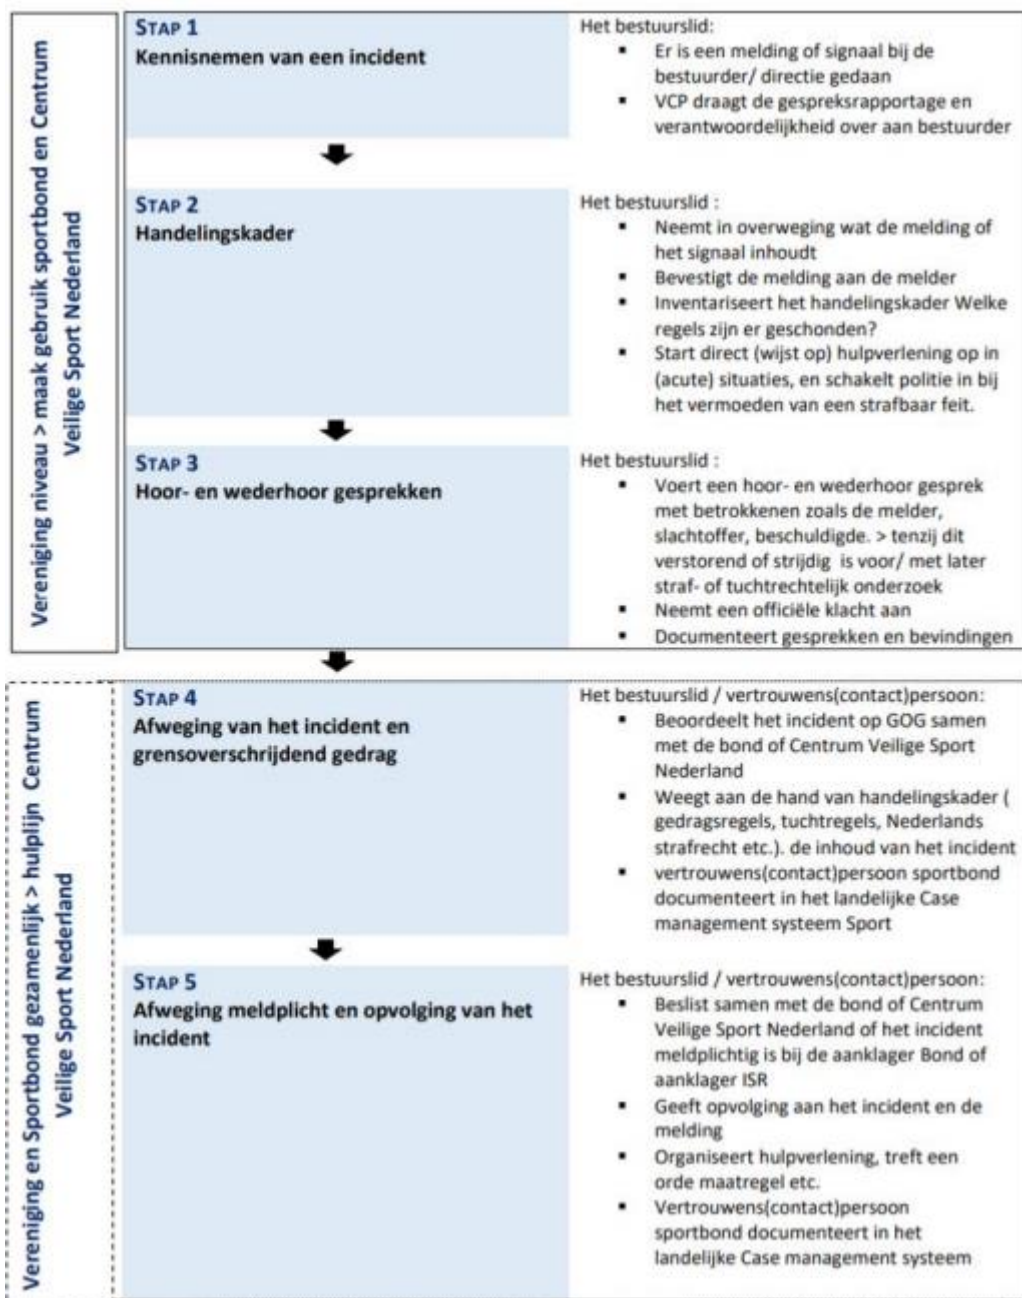 Vereniging niveau > maak gebruik sportbond en Centrum
Veilige Sport Nederland
STAP 1
Kennisnemen van een incident
Het bestuurslid:
▪ Er is een melding of signaal bij de
bestuurder/ directie gedaan
▪ VCP draagt de gespreksrapportage en
verantwoordelijkheid over aan bestuurder
STAP 2
Handelingskader
Het bestuurslid :
▪ Neemt in overweging wat de melding of
het signaal inhoudt
▪ Bevestigt de melding aan de melder
▪ Inventariseert het handelingskader Welke
regels zijn er geschonden?
▪ Start direct (wijst op) hulpverlening op in
(acute) situaties, en schakelt politie in bij
het vermoeden van een strafbaar feit.
STAP 3
Hoor- en wederhoor gesprekken
Het bestuurslid :
▪ Voert een hoor- en wederhoor gesprek
met betrokkenen zoals de melder,
slachtoffer, beschuldigde. > tenzij dit
verstorend of strijdig is voor/ met later
straf- of tuchtrechtelijk onderzoek
▪ Neemt een officiële klacht aan
▪ Documenteert gesprekken en bevindingen
Vereniging en Sportbond gezamenlijk > hulplijn Centrum
Veilige Sport Nederland
STAP 4
Afweging van het incident en
grensoverschrijdend gedrag
Het bestuurslid / vertrouwens(contact)persoon:
▪ Beoordeelt het incident op GOG samen
met de bond of Centrum Veilige Sport
Nederland
▪ Weegt aan de hand van handelingskader (
gedragsregels, tuchtregels, Nederlands
strafrecht etc.). de inhoud van het incident
▪ vertrouwens(contact)persoon sportbond
documenteert in het landelijke Case
management systeem Sport
STAP 5
Afweging meldplicht en opvolging van het
incident
Het bestuurslid / vertrouwens(contact)persoon:
▪ Beslist samen met de bond of Centrum
Veilige Sport Nederland of het incident
meldplichtig is bij de aanklager Bond of
aanklager ISR
▪ Geeft opvolging aan het incident en de
melding
▪ Organiseert hulpverlening, treft een
orde maatregel etc.
▪ Vertrouwens(contact)persoon
sportbond documenteert in het
landelijke Case management systeem